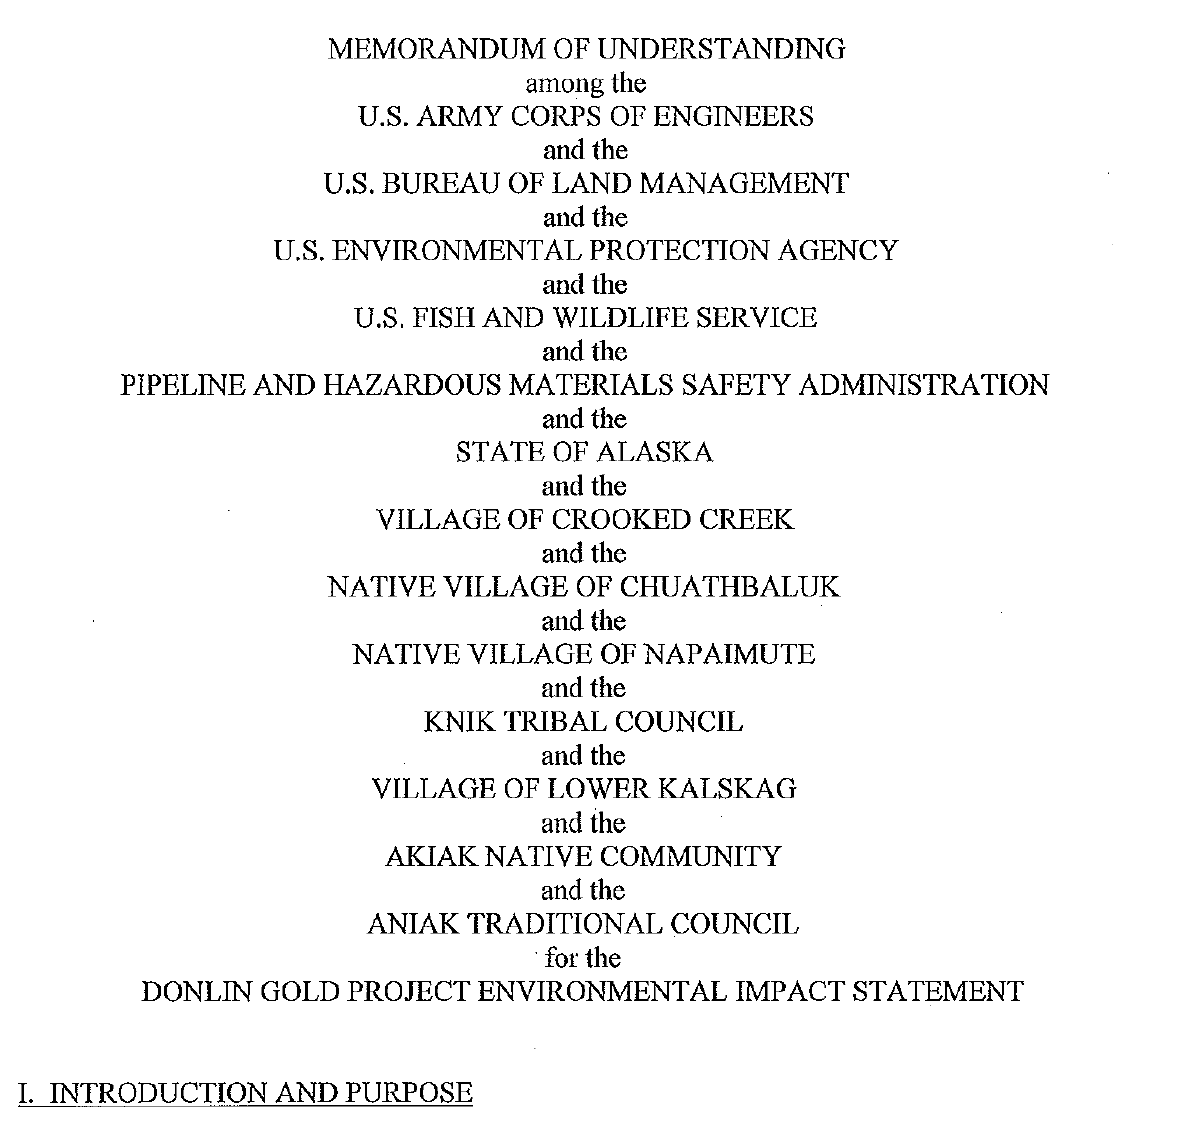 MEMORANDUM OF UNDERSTANDING
among the
U.S. ARMY CORPS OF ENGINEERS
and the
U.S. BUREAU OF LAND MANAGEMENT
and the
U.S. ENVIRONMENTAL PROTECTION AGENCY
and the
U.S. FISH AND WILDLIFE SERVICE
and the
PIPELINE AND HAZARDOUS MATERIALS SAFETY ADMINISTRATION
and the
STATE OF ALASKA
and the
VILLAGE OF CROOKED CREEK
and the
NATIVE VILLAGE OF CHUATHBALUK
and the
NATIVE VILLAGE OF NAPAIMUTE
and the
KNIK TRIBAL COUNCIL
and the
VILLAGE OF LOWER KALSKAG
and the
AKIAK NATIVE COMMUNITY
and the
ANIAK TRADITIONAL COUNCIL
for the
DONLIN GOLD PROJECT ENVIRONMENTAL IMPACT STATEMENT
I. INTRODUCTION AND PURPOSE